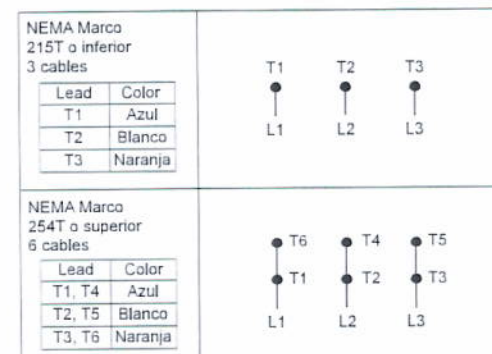 NEMA Marco
215T o inferior
3 cables
Lead Color
T1 Azul
T2 Blanco
T3 Naranja
T1 T2 T3
L1 L2 L3
NEMA Marco
254T o superior
6 cables
Lead Color
T1, T4 Azul
T2, T5 Blanco
T3, T6 Naranja
T6 T4 T5
T1 T2 T3
L1 L2 L3